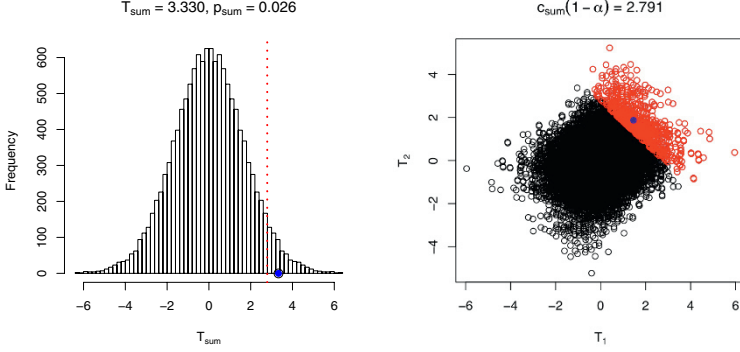 T_sum = 3.330, p_sum = 0.026
Frequency
600
500
400
300
200
100
0
−6 −4 −2 0 2 4 6
T_sum
c_sum(1 − α) = 2.791
T_2
4
2
0
−2
−4
−6 −4 −2 0 2 4 6
T_1